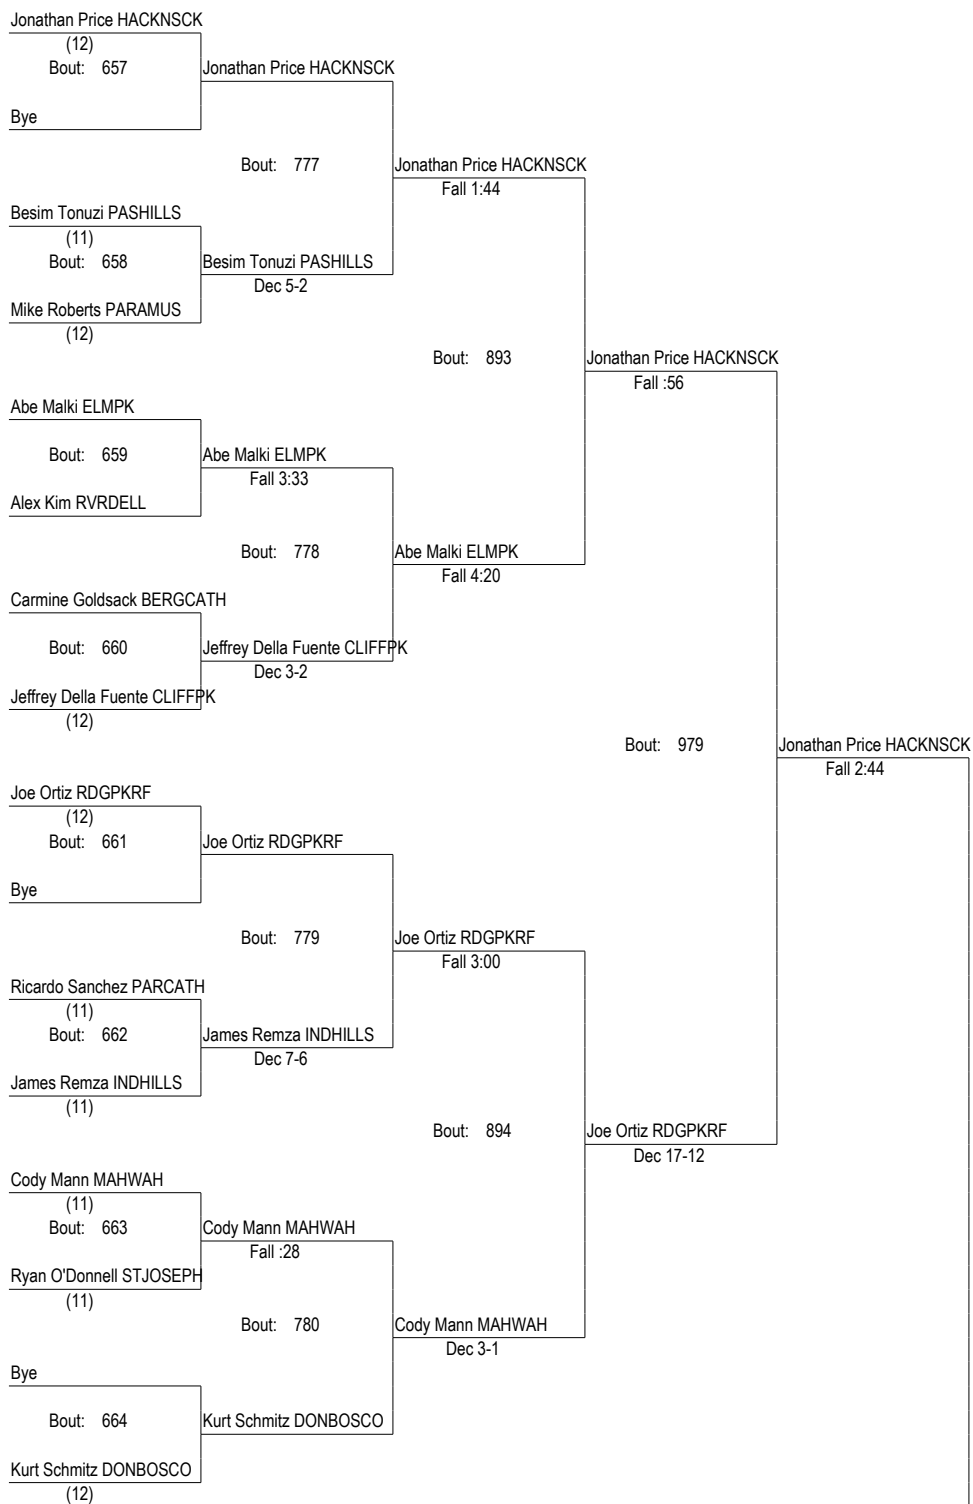 Jonathan Price HACKNSCK
(12)
Bout: 657
Jonathan Price HACKNSCK
Bye
Bout: 777
Jonathan Price HACKNSCK
Fall 1:44
Besim Tonuzi PASHILLS
(11)
Bout: 658
Besim Tonuzi PASHILLS
Dec 5-2
Mike Roberts PARAMUS
(12)
Bout: 893
Jonathan Price HACKNSCK
Fall :56
Abe Malki ELMPK
Bout: 659
Abe Malki ELMPK
Fall 3:33
Alex Kim RVRDELL
Bout: 778
Abe Malki ELMPK
Fall 4:20
Carmine Goldsack BERGCATH
Bout: 660
Jeffrey Della Fuente CLIFFPK
Dec 3-2
Jeffrey Della Fuente CLIFFPK
(12)
Bout: 979
Jonathan Price HACKNSCK
Fall 2:44
Joe Ortiz RDGPKRF
(12)
Bout: 661
Joe Ortiz RDGPKRF
Bye
Bout: 779
Joe Ortiz RDGPKRF
Fall 3:00
Ricardo Sanchez PARCATH
(11)
Bout: 662
James Remza INDHILLS
Dec 7-6
James Remza INDHILLS
(11)
Bout: 894
Joe Ortiz RDGPKRF
Dec 17-12
Cody Mann MAHWAH
(11)
Bout: 663
Cody Mann MAHWAH
Fall :28
Ryan O'Donnell STJOSEPH
(11)
Bout: 780
Cody Mann MAHWAH
Dec 3-1
Bye
Bout: 664
Kurt Schmitz DONBOSCO
Kurt Schmitz DONBOSCO
(12)